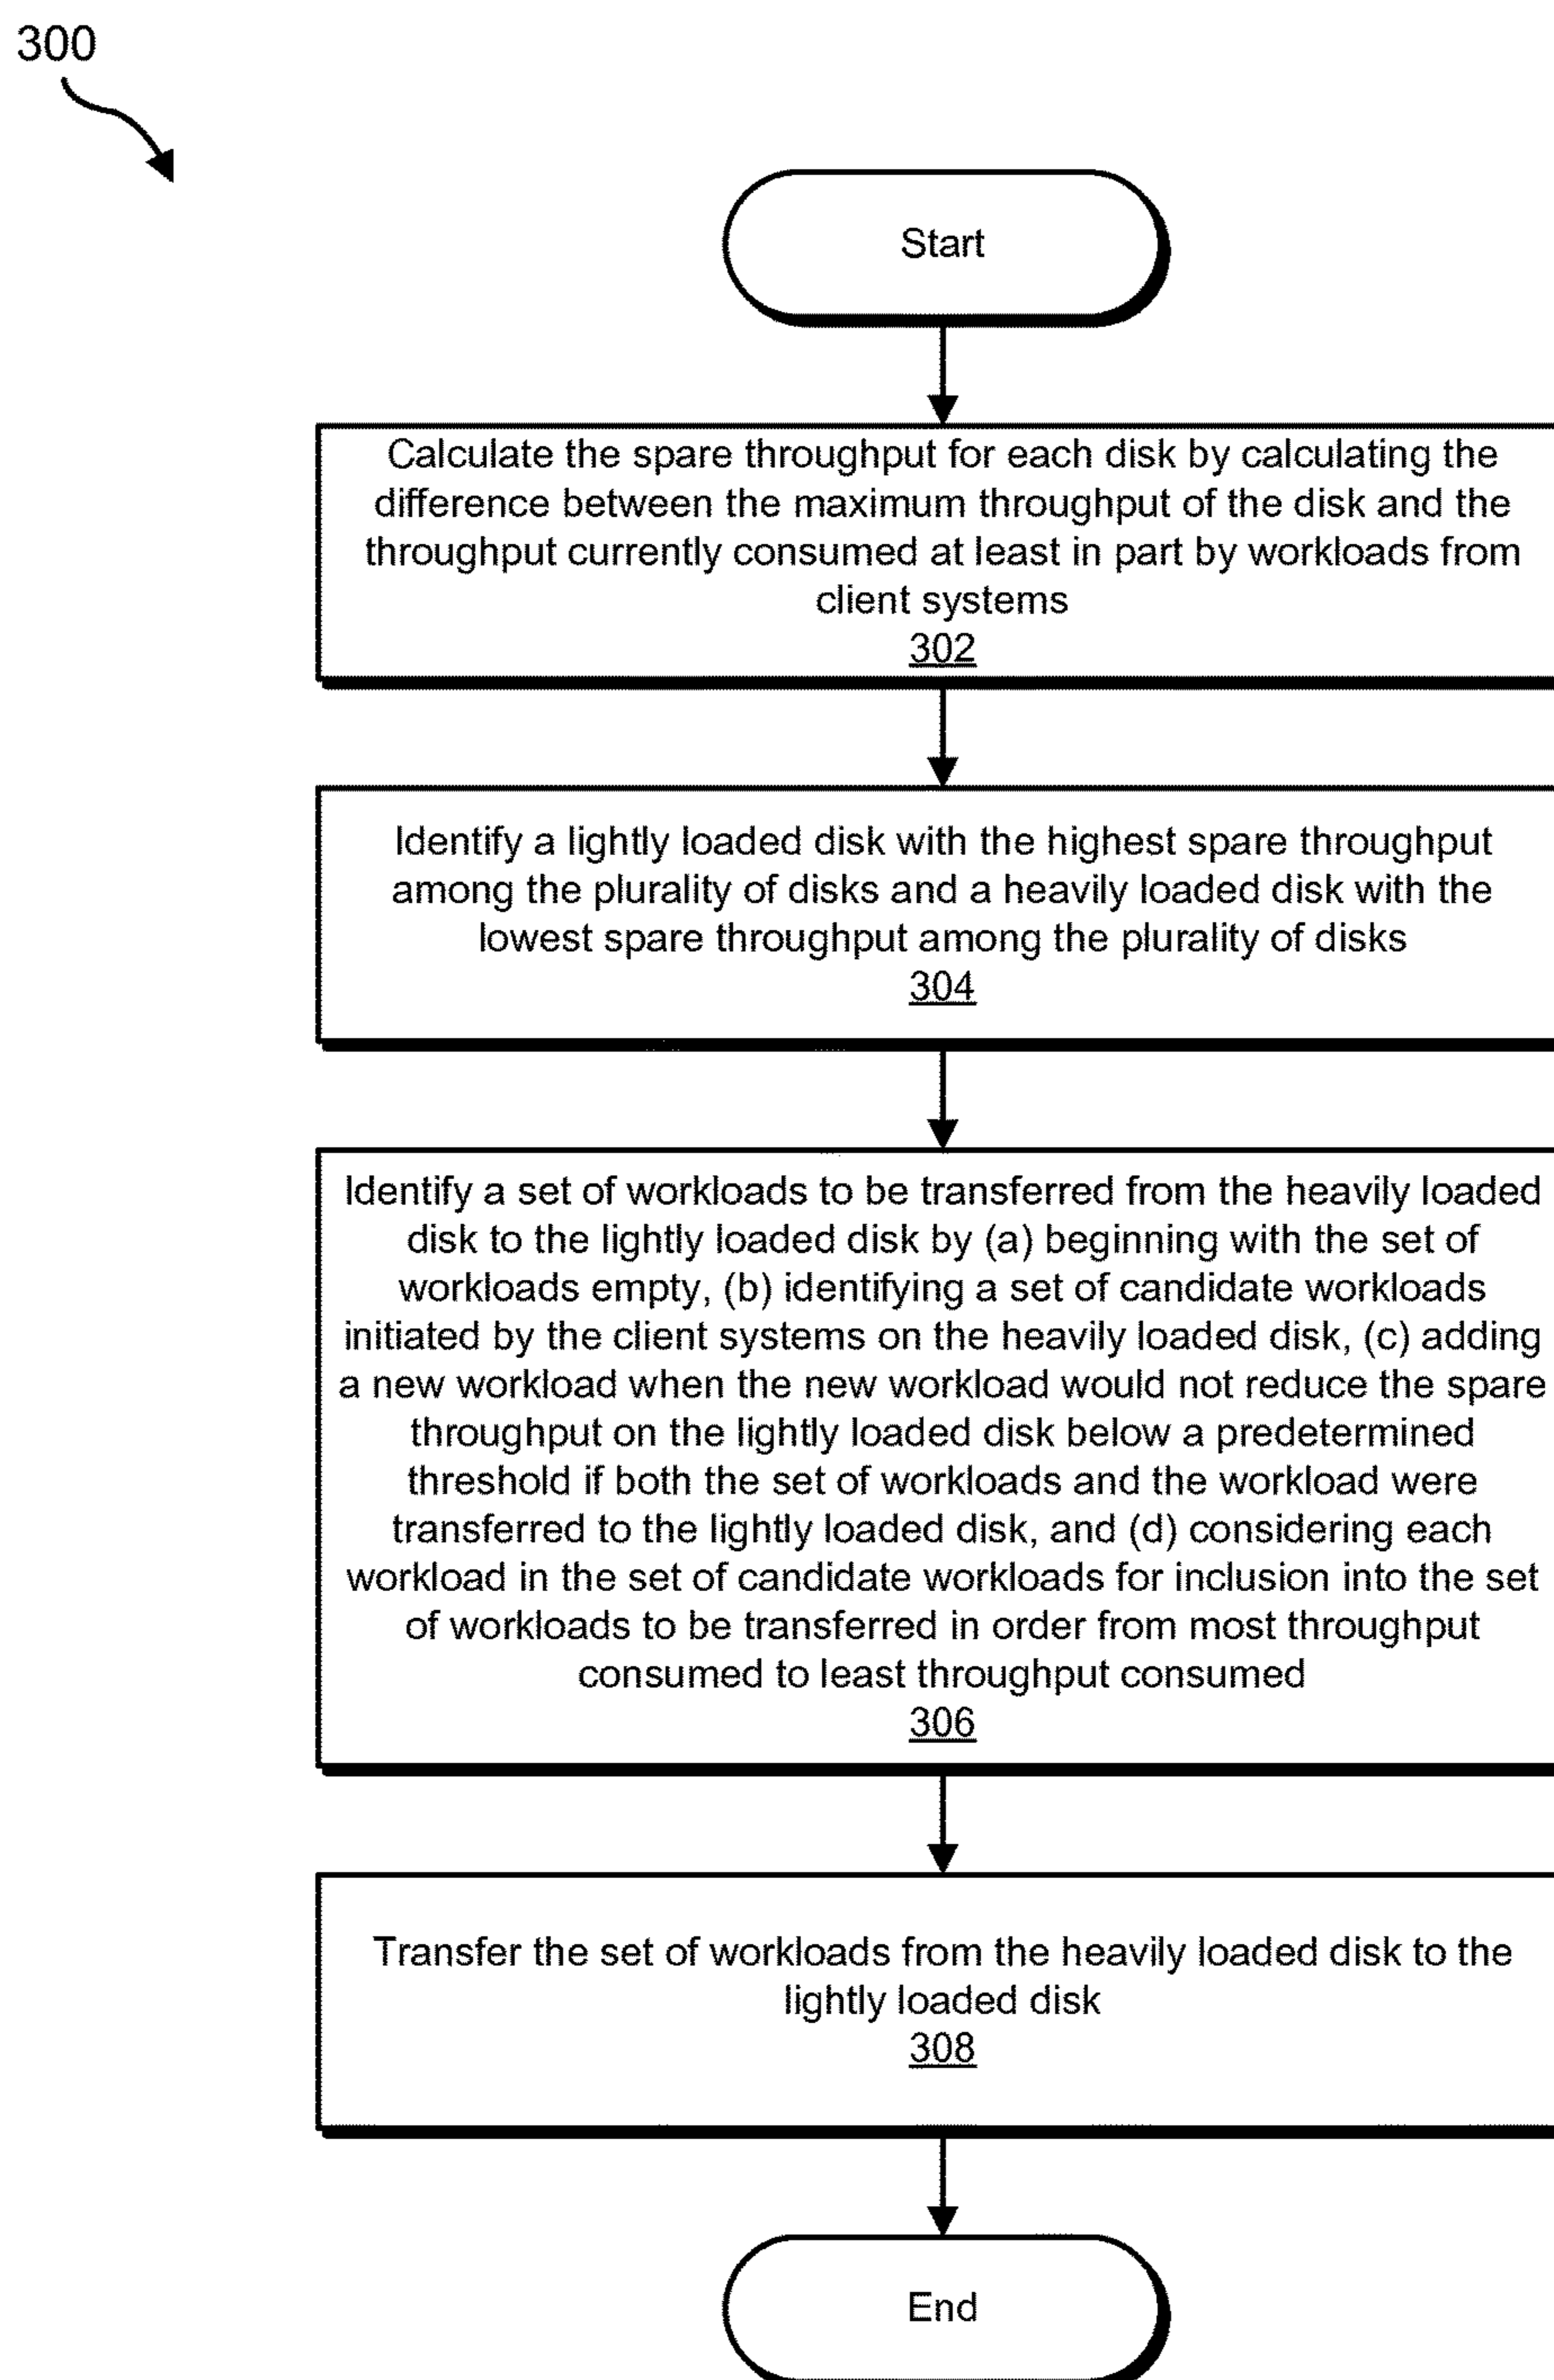 300
Start
Calculate the spare throughput for each disk by calculating the
difference between the maximum throughput of the disk and the
throughput currently consumed at least in part by workloads from
client systems
302
Identify a lightly loaded disk with the highest spare throughput
among the plurality of disks and a heavily loaded disk with the
lowest spare throughput among the plurality of disks
304
Identify a set of workloads to be transferred from the heavily loaded
disk to the lightly loaded disk by (a) beginning with the set of
workloads empty, (b) identifying a set of candidate workloads
initiated by the client systems on the heavily loaded disk, (c) adding
a new workload when the new workload would not reduce the spare
throughput on the lightly loaded disk below a predetermined
threshold if both the set of workloads and the workload were
transferred to the lightly loaded disk, and (d) considering each
workload in the set of candidate workloads for inclusion into the set
of workloads to be transferred in order from most throughput
consumed to least throughput consumed
306
Transfer the set of workloads from the heavily loaded disk to the
lightly loaded disk
308
End